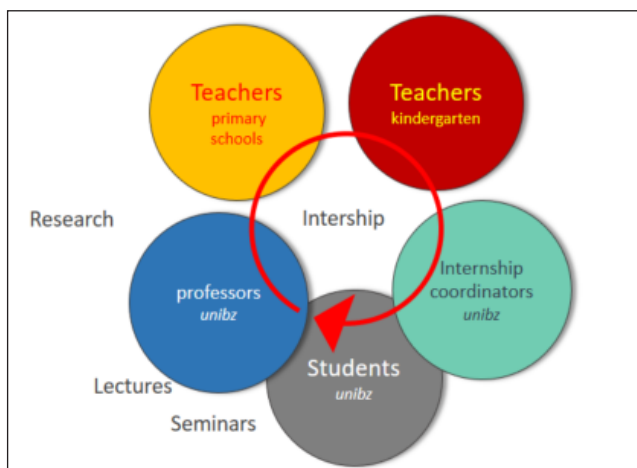 Teachers
primary
schools
Teachers
kindergarten
Research
Intership
professors
unibz
Internship
coordinators
unibz
Students
unibz
Lectures
Seminars